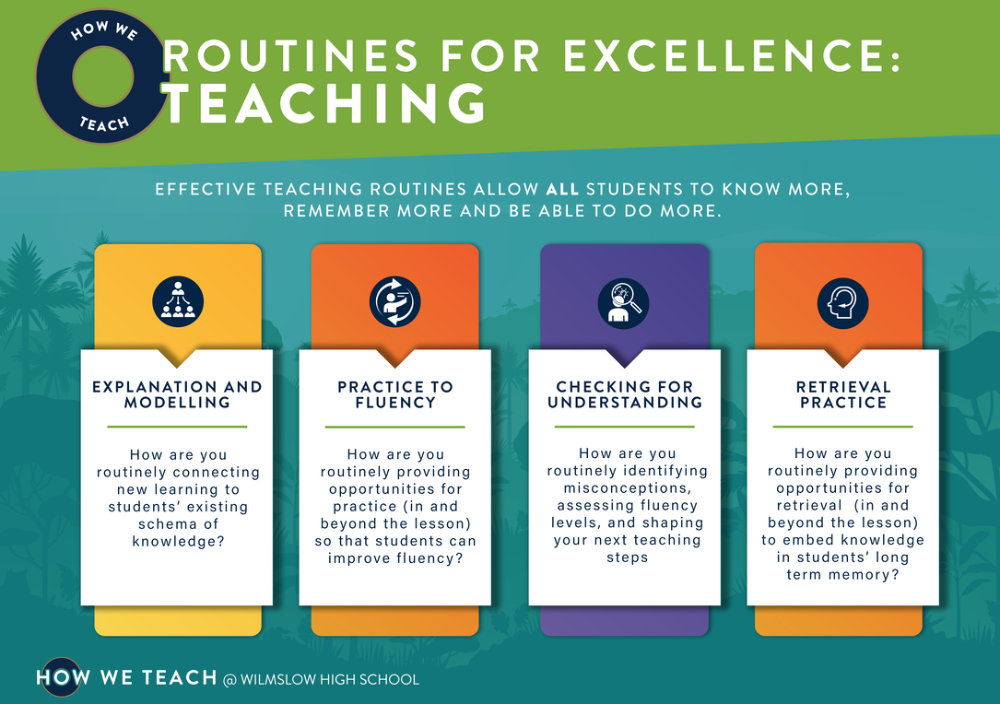 HOW WE
TEACH
ROUTINES FOR EXCELLENCE:
TEACHING
EFFECTIVE TEACHING ROUTINES ALLOW ALL STUDENTS TO KNOW MORE,
REMEMBER MORE AND BE ABLE TO DO MORE.
EXPLANATION AND
MODELLING
How are you
routinely connecting
new learning to
students’ existing
schema of
knowledge?
PRACTICE TO
FLUENCY
How are you
routinely providing
opportunities for
practice (in and
beyond the lesson)
so that students can
improve fluency?
CHECKING FOR
UNDERSTANDING
How are you
routinely identifying
misconceptions,
assessing fluency
levels, and shaping
your next teaching
steps
RETRIEVAL
PRACTICE
How are you
routinely providing
opportunities for
retrieval (in and
beyond the lesson)
to embed knowledge
in students’ long
term memory?
HOW WE TEACH @ WILMSLOW HIGH SCHOOL